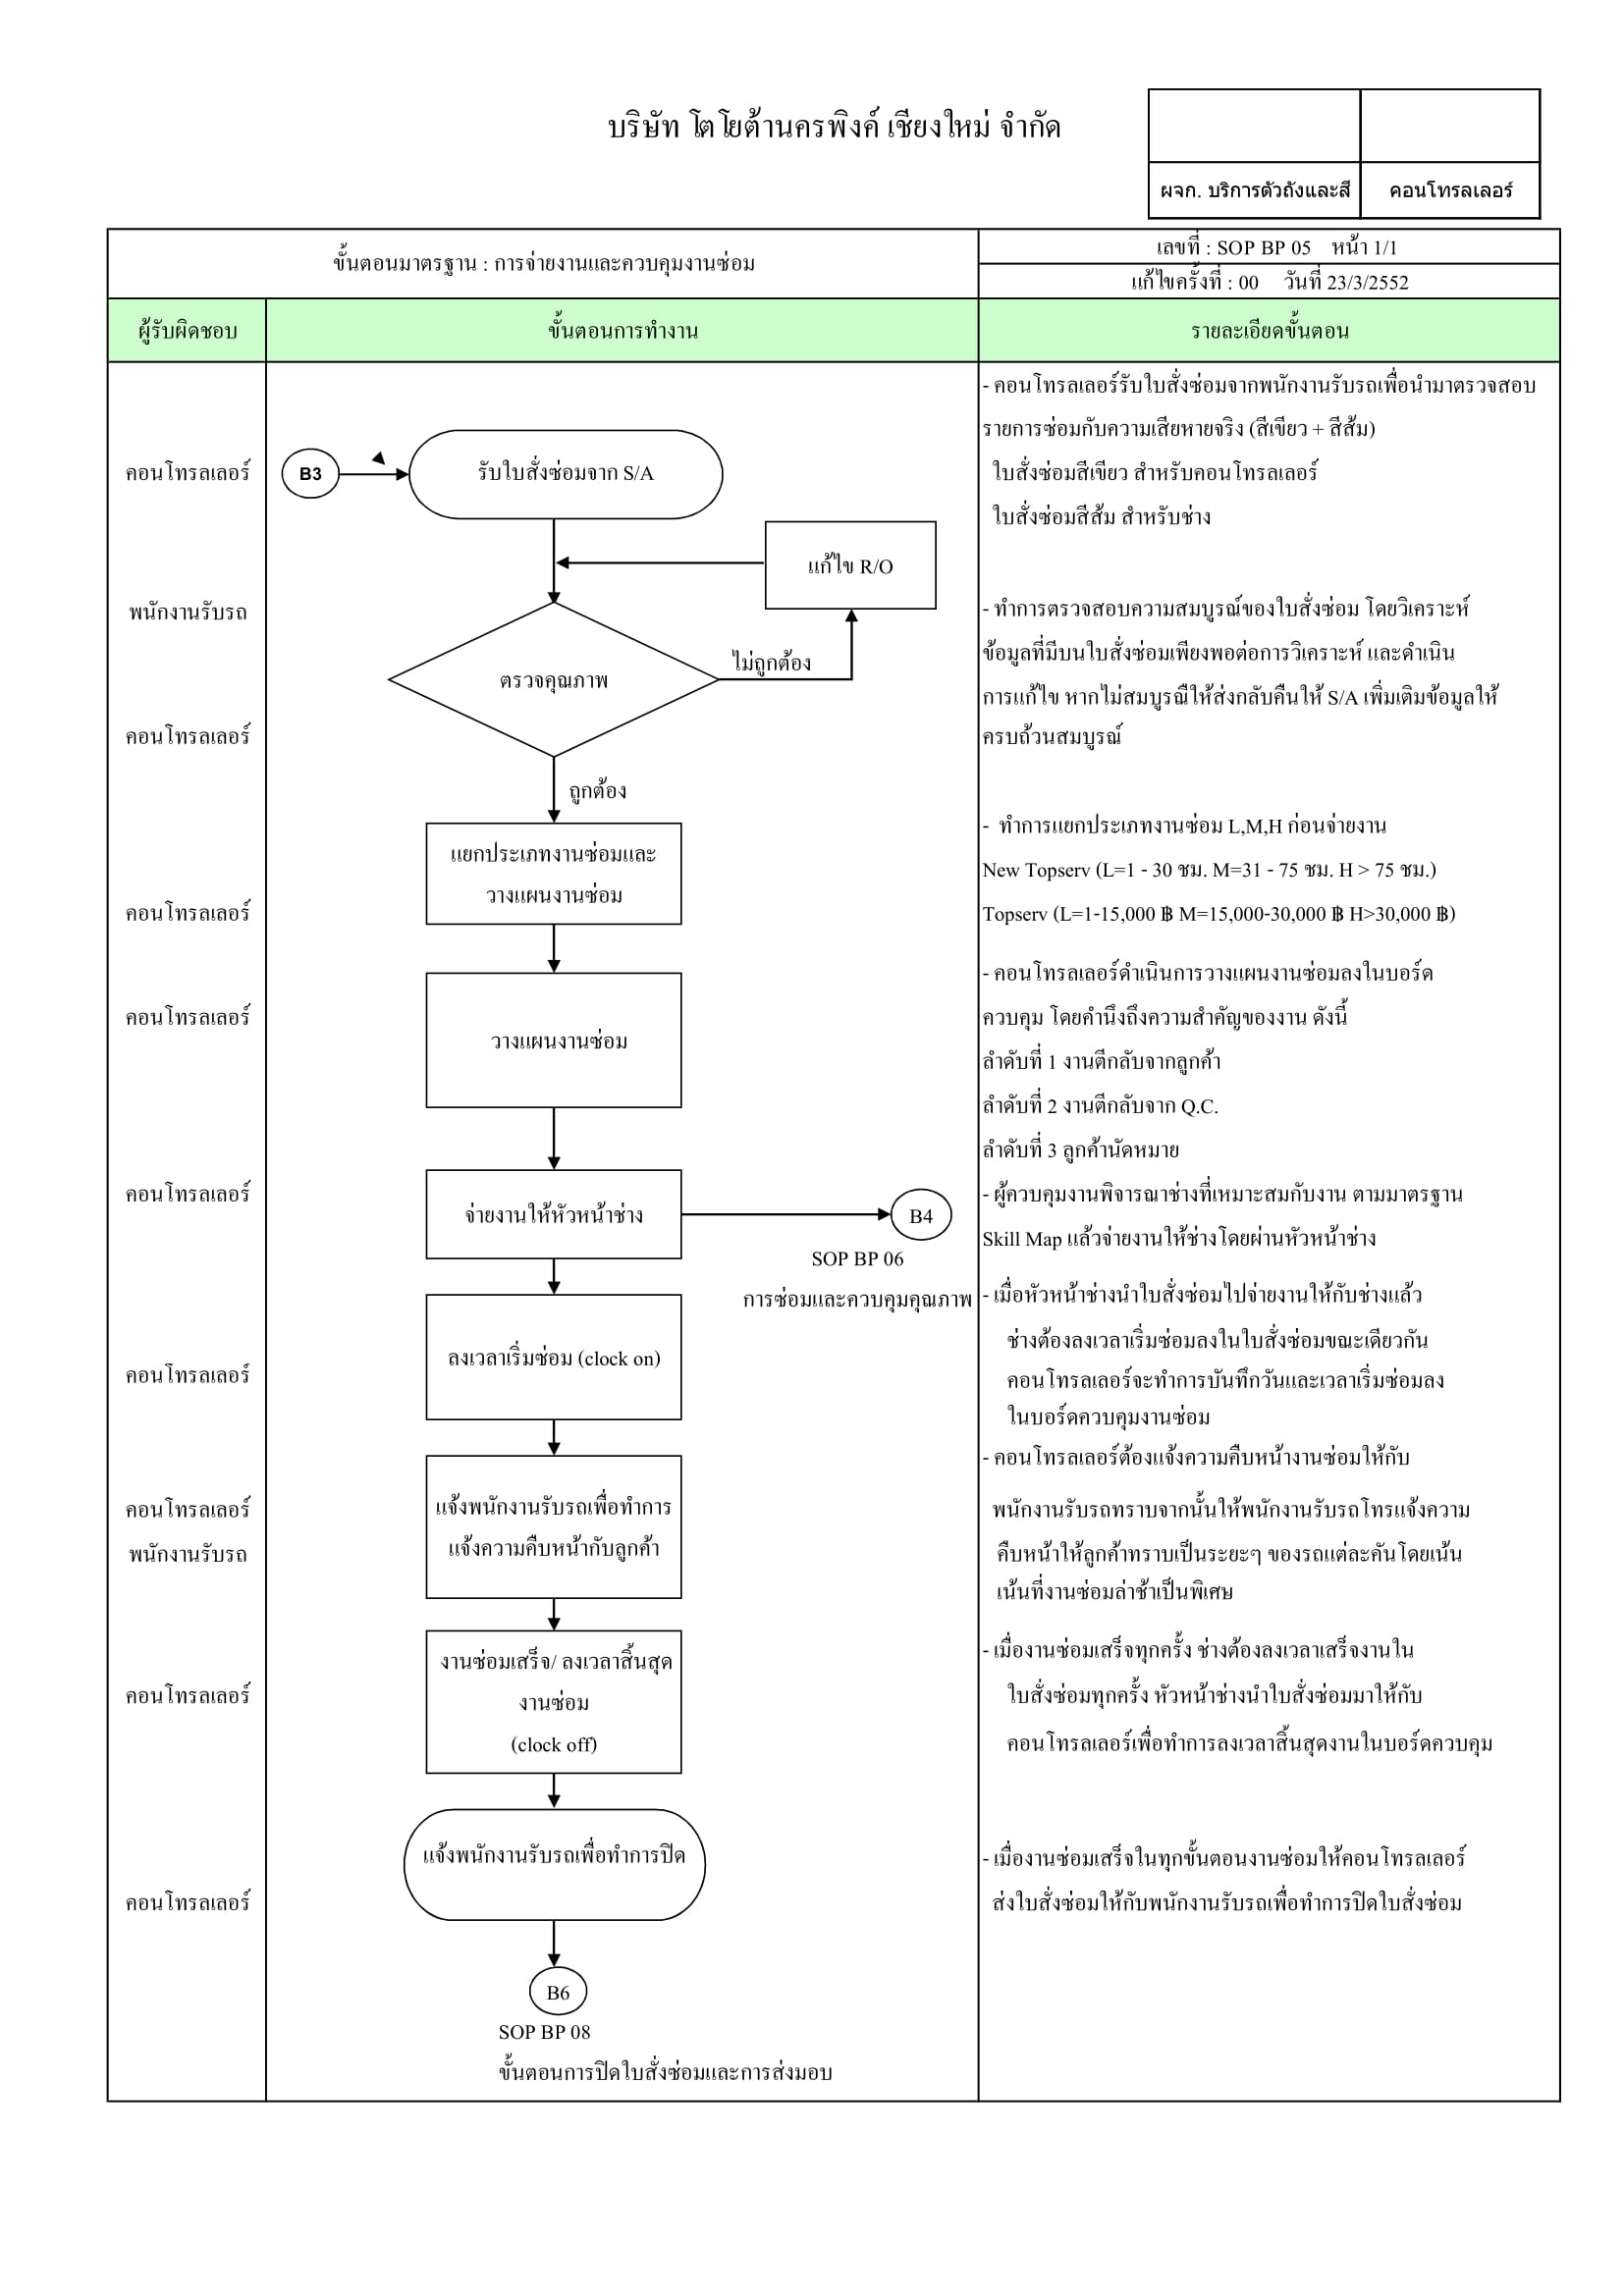 บริษัท โตโยต้านครพิงค์ เชียงใหม่ จำกัด
ผจก. บริการตัวถังและสี
คอนโทรลเลอร์
ขั้นตอนมาตรฐาน : การจ่ายงานและควบคุมงานซ่อม
เลขที่ : SOP BP 05 หน้า 1/1
แก้ไขครั้งที่ : 00 วันที่ 23/3/2552
ผู้รับผิดชอบ
ขั้นตอนการทำงาน
รายละเอียดขั้นตอน
- คอนโทรลเลอร์รับใบสั่งซ่อมจากพนักงานรับรถเพื่อนำมาตรวจสอบ
รายการซ่อมกับความเสียหายจริง (สีเขียว + สีส้ม)
คอนโทรลเลอร์
B3
รับใบสั่งซ่อมจาก S/A
ใบสั่งซ่อมสีเขียว สำหรับคอนโทรลเลอร์
ใบสั่งซ่อมสีส้ม สำหรับช่าง
แก้ไข R/O
พนักงานรับรถ
- ทำการตรวจสอบความสมบูรณ์ของใบสั่งซ่อม โดยวิเคราะห์
ไม่ถูกต้อง
ข้อมูลที่มีบนใบสั่งซ่อมเพียงพอต่อการวิเคราะห์ และดำเนิน
ตรวจคุณภาพ
การแก้ไข หากไม่สมบูรณืให้ส่งกลับคืนให้ S/A เพิ่มเติมข้อมูลให้
คอนโทรลเลอร์
ครบถ้วนสมบูรณ์
ถูกต้อง
- ทำการแยกประเภทงานซ่อม L,M,H ก่อนจ่ายงาน
แยกประเภทงานซ่อมและ
วางแผนงานซ่อม
New Topserv (L=1 - 30 ชม. M=31 - 75 ชม. H > 75 ชม.)
คอนโทรลเลอร์
Topserv (L=1-15,000 ฿ M=15,000-30,000 ฿ H>30,000 ฿)
- คอนโทรลเลอร์ดำเนินการวางแผนงานซ่อมลงในบอร์ด
คอนโทรลเลอร์
วางแผนงานซ่อม
ควบคุม โดยคำนึงถึงความสำคัญของงาน ดังนี้
ลำดับที่ 1 งานตีกลับจากลูกค้า
ลำดับที่ 2 งานตีกลับจาก Q.C.
ลำดับที่ 3 ลูกค้านัดหมาย
คอนโทรลเลอร์
จ่ายงานให้หัวหน้าช่าง
B4
- ผู้ควบคุมงานพิจารณาช่างที่เหมาะสมกับงาน ตามมาตรฐาน
Skill Map แล้วจ่ายงานให้ช่างโดยผ่านหัวหน้าช่าง
SOP BP 06
การซ่อมและควบคุมคุณภาพ
- เมื่อหัวหน้าช่างนำใบสั่งซ่อมไปจ่ายงานให้กับช่างแล้ว
ลงเวลาเริ่มซ่อม (clock on)
ช่างต้องลงเวลาเริ่มซ่อมลงในใบสั่งซ่อมขณะเดียวกัน
คอนโทรลเลอร์
คอนโทรลเลอร์จะทำการบันทึกวันและเวลาเริ่มซ่อมลง
ในบอร์ดควบคุมงานซ่อม
- คอนโทรลเลอร์ต้องแจ้งความคืบหน้างานซ่อมให้กับ
คอนโทรลเลอร์
แจ้งพนักงานรับรถเพื่อทำการ
แจ้งความคืบหน้ากับลูกค้า
พนักงานรับรถทราบจากนั้นให้พนักงานรับรถโทรแจ้งความ
พนักงานรับรถ
คืบหน้าให้ลูกค้าทราบเป็นระยะๆ ของรถแต่ละคันโดยเน้น
เน้นที่งานซ่อมล่าช้าเป็นพิเศษ
งานซ่อมเสร็จ/ ลงเวลาสิ้นสุด
งานซ่อม
(clock off)
- เมื่องานซ่อมเสร็จทุกครั้ง ช่างต้องลงเวลาเสร็จงานใน
คอนโทรลเลอร์
ใบสั่งซ่อมทุกครั้ง หัวหน้าช่างนำใบสั่งซ่อมมาให้กับ
คอนโทรลเลอร์เพื่อทำการลงเวลาสิ้นสุดงานในบอร์ดควบคุม
แจ้งพนักงานรับรถเพื่อทำการปิด
- เมื่องานซ่อมเสร็จในทุกขั้นตอนงานซ่อมให้คอนโทรลเลอร์
คอนโทรลเลอร์
ส่งใบสั่งซ่อมให้กับพนักงานรับรถเพื่อทำการปิดใบสั่งซ่อม
B6
SOP BP 08
ขั้นตอนการปิดใบสั่งซ่อมและการส่งมอบ